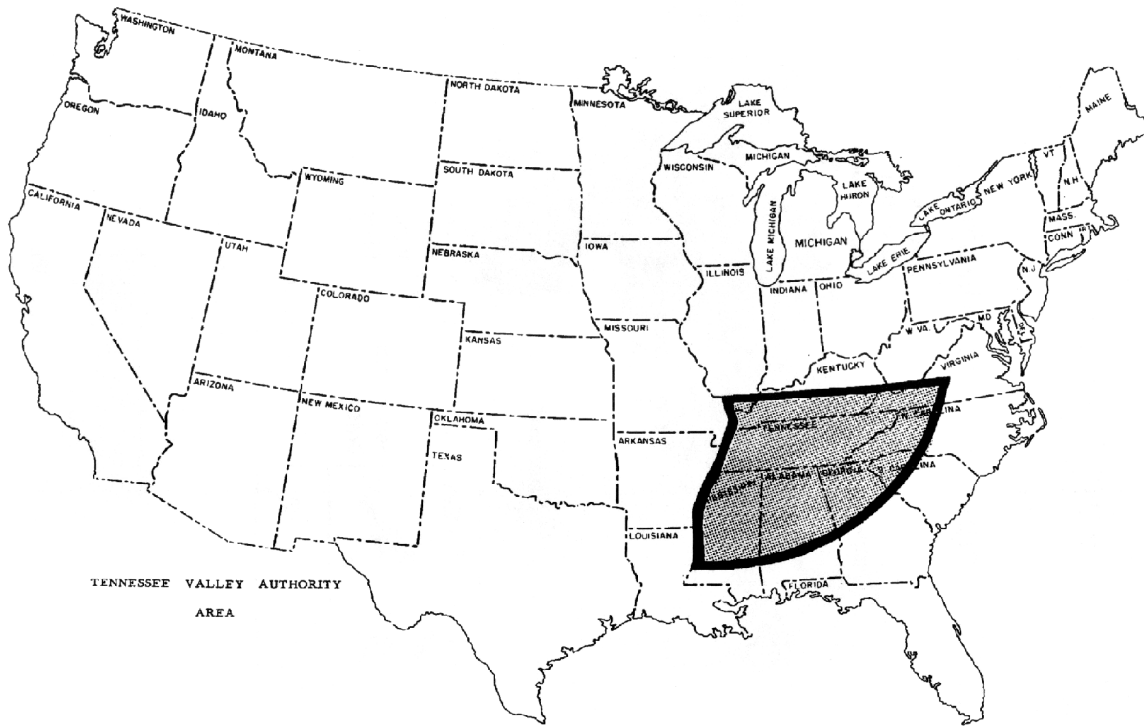 WASHINGTON
MONTANA
NORTH DAKOTA
MINNESOTA
LAKE
SUPERIOR
MAINE
OREGON
IDAHO
WISCONSIN
MICHIGAN
VT.
N.H.
NEW YORK
SOUTH DAKOTA
WYOMING
LAKE
HURON
LAKE
ONTARIO
MASS.
CONN
CALIFORNIA
NEVADA
LAKE MICHIGAN
MICHIGAN
LAKE ERIE
UTAH
NEBRASKA
IOWA
ILLINOIS
INDIANA
OHIO
PENNSYLVANIA
N.J.
COLORADO
MISSOURI
KANSAS
W. VA.
MD.
KENTUCKY
VIRGINIA
ARIZONA
NEW MEXICO
OKLAHOMA
TENNESSEE
N. CAROLINA
ARKANSAS
TEXAS
ALABAMA
GEORGIA
S. CAROLINA
MISSISSIPPI
LOUISIANA
FLORIDA
TENNESSEE VALLEY AUTHORITY
AREA